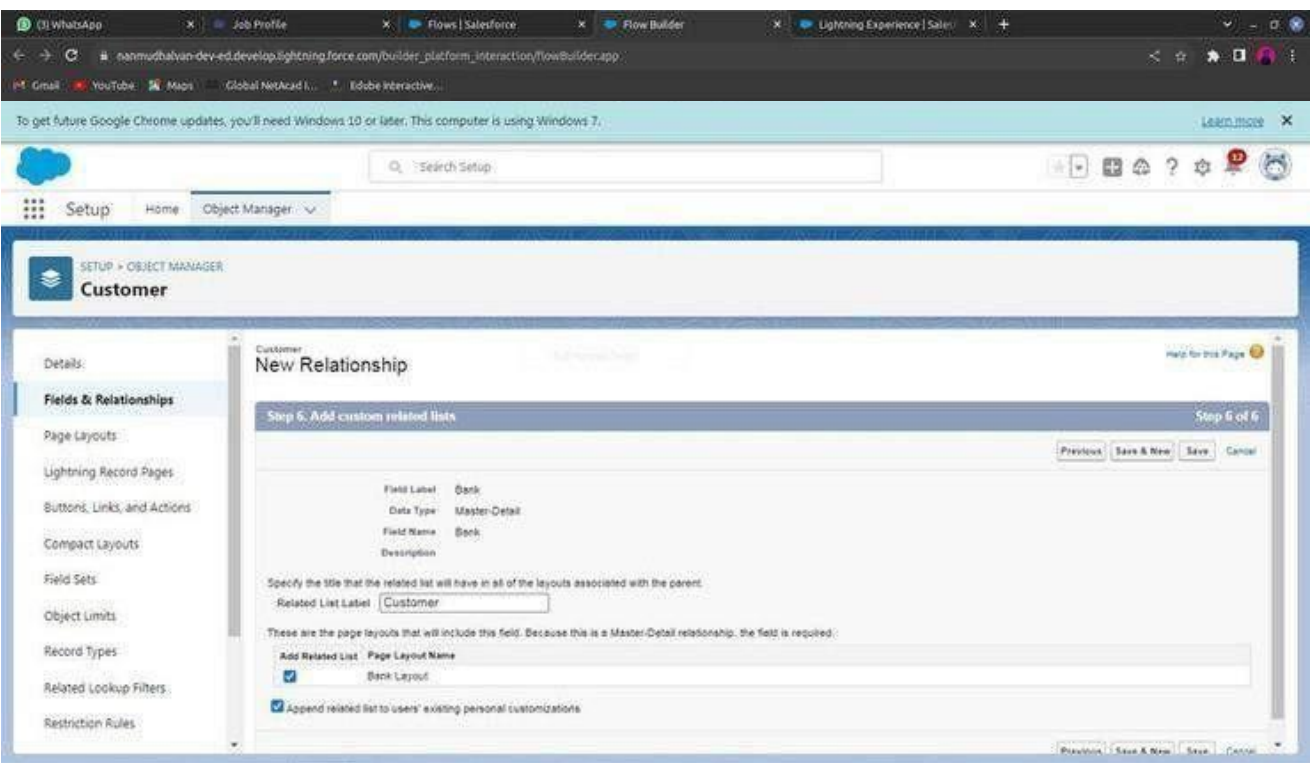 (3) WhatsApp
Job Profile
Flows | Salesforce
Flow Builder
Lightning Experience | Sales
nanmudhalvan-dev-ed.develop.lightning.force.com/builder_platform_interaction/flowBuilder.app
Gmail YouTube Maps Global NetAcad I... Edube Interactive...
To get future Google Chrome updates, you'll need Windows 10 or later. This computer is using Windows 7.
Learn more
Search Setup
12
Setup Home Object Manager
SETUP > OBJECT MANAGER
Customer
Details
Fields & Relationships
Page Layouts
Lightning Record Pages
Buttons, Links, and Actions
Compact Layouts
Field Sets
Object Limits
Record Types
Related Lookup Filters
Restriction Rules
Customer
New Relationship
Help for this Page
Step 6. Add custom related lists
Step 6 of 6
Previous Save & New Save Cancel
Field Label Bank
Data Type Master-Detail
Field Name Bank
Description
Specify the title that the related list will have in all of the layouts associated with the parent.
Related List Label Customer
These are the page layouts that will include this field. Because this is a Master-Detail relationship, the field is required.
Add Related List Page Layout Name
Bank Layout
Append related list to users' existing personal customizations
Previous Save & New Save Cancel